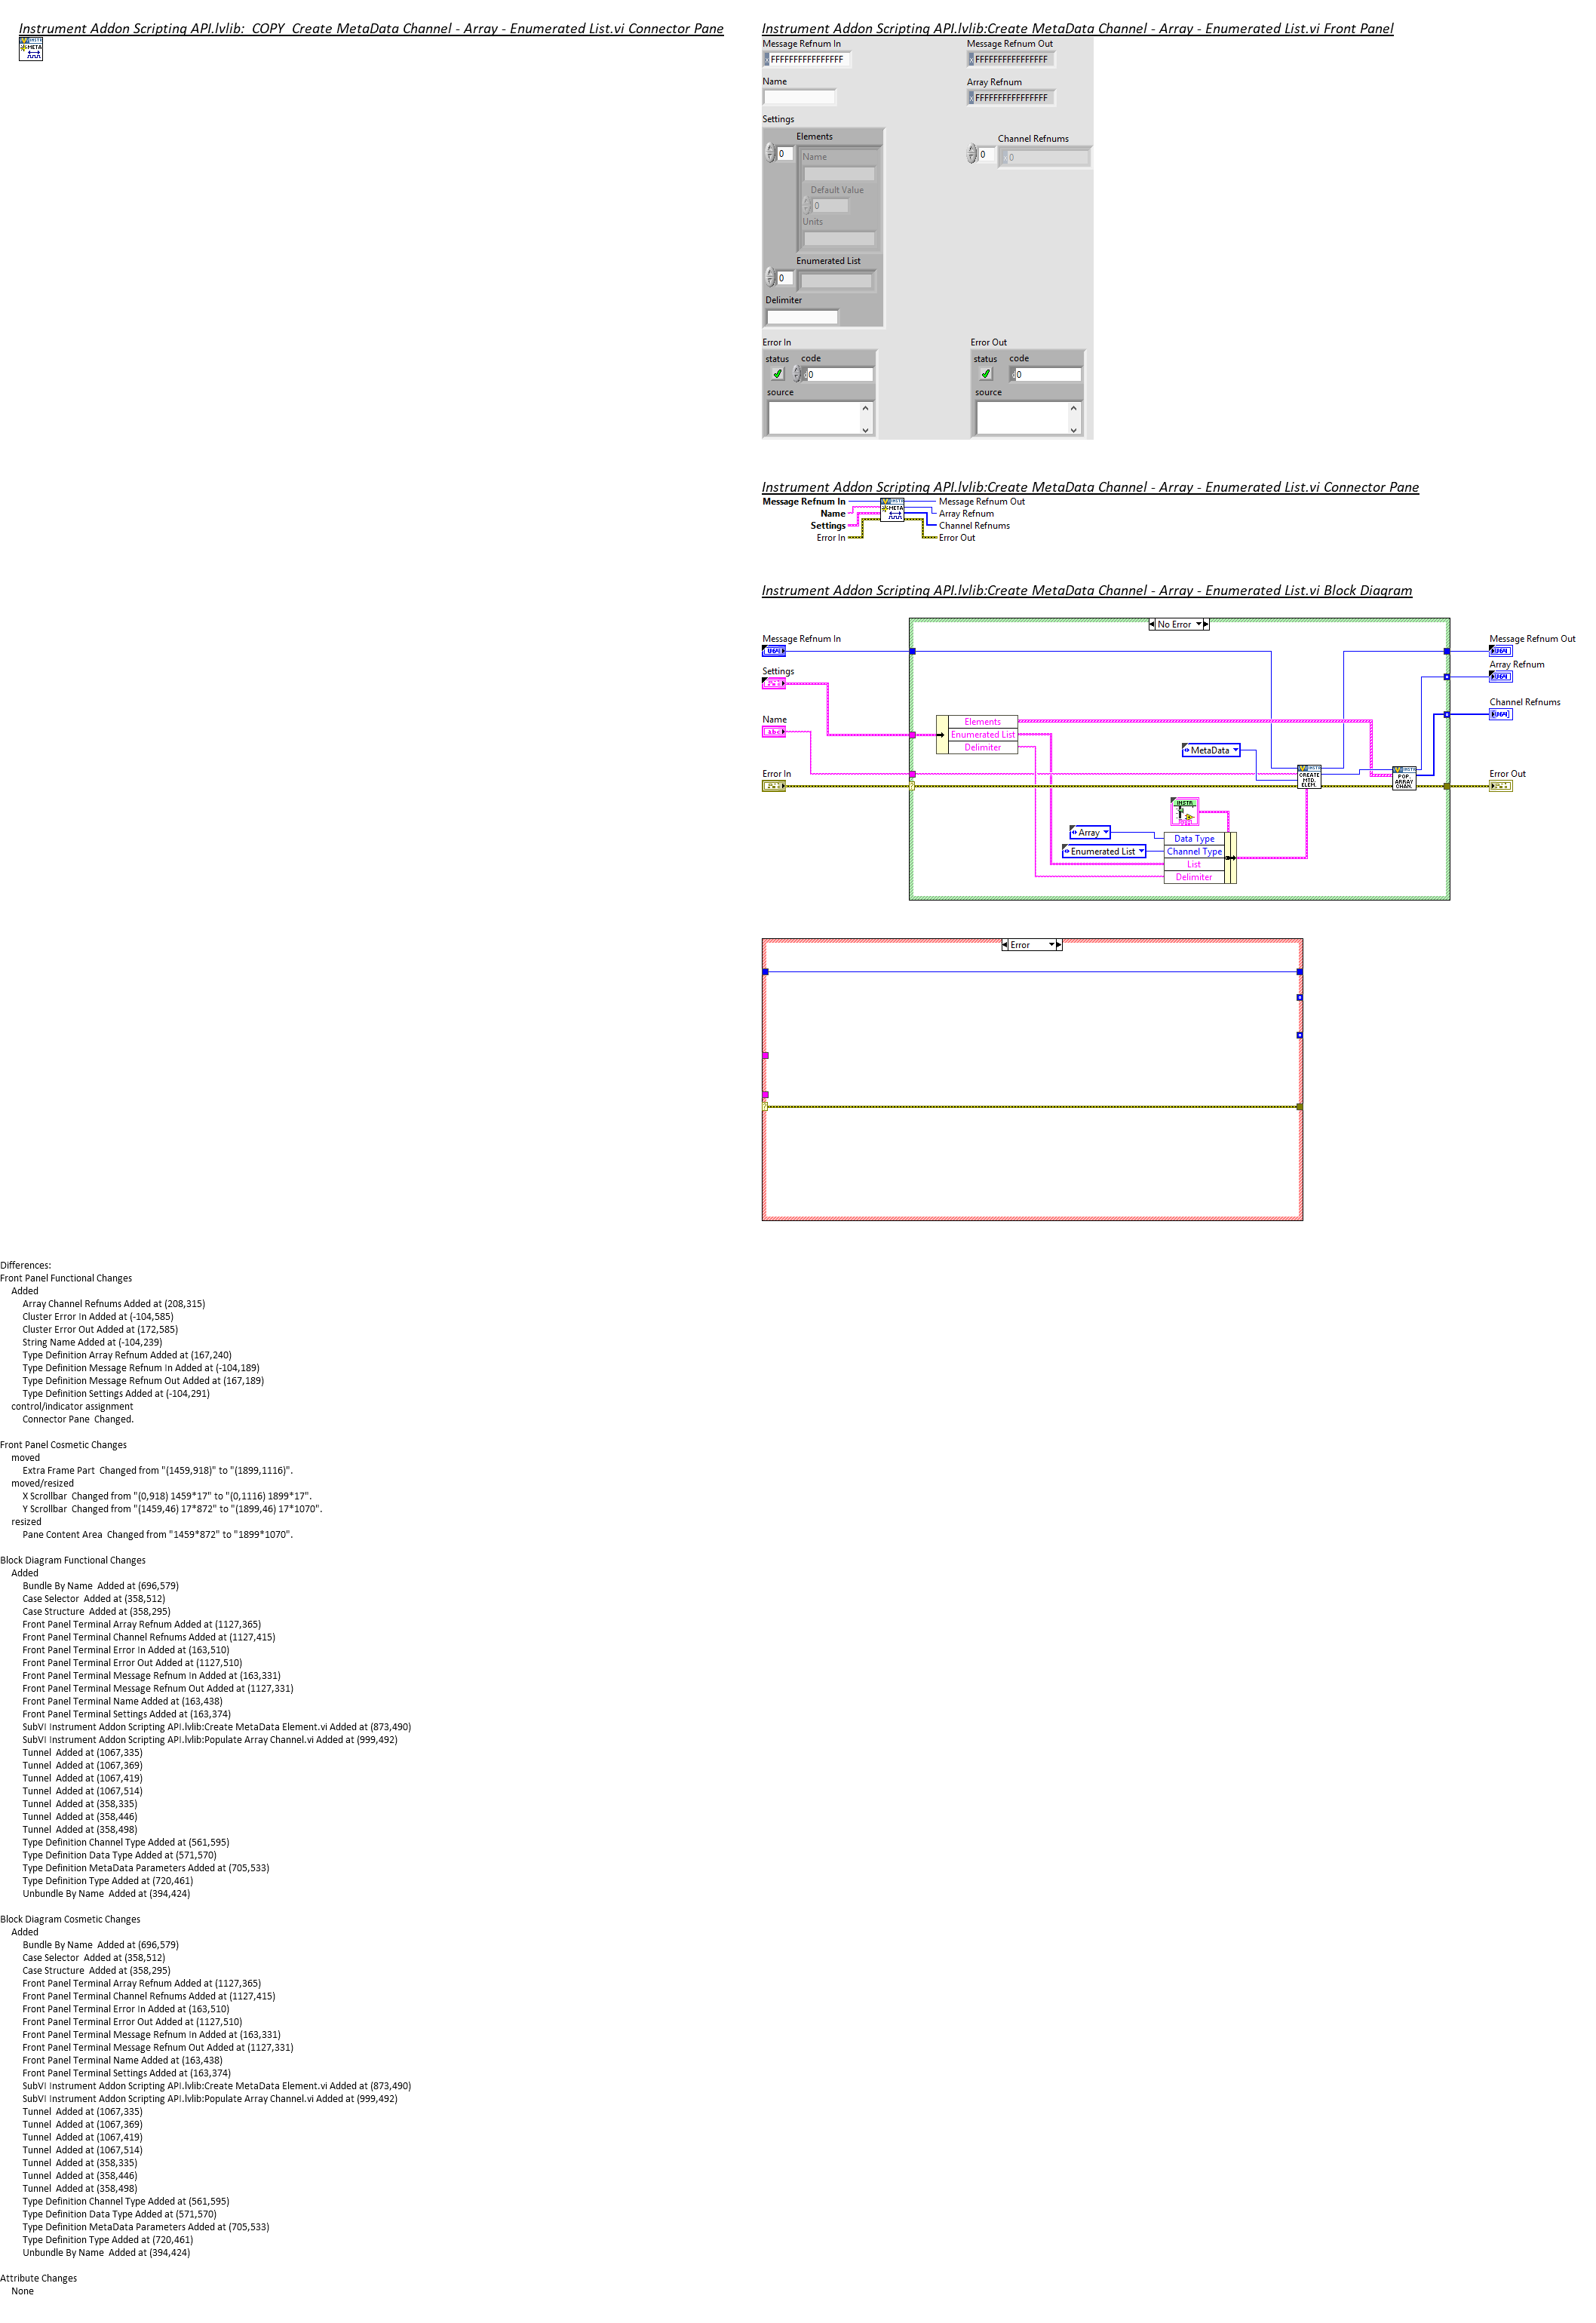 Instrument Addon Scripting API.lvlib:  COPY  Create MetaData Channel - Array - Enumerated List.vi Connector Pane
INSTR
META
Instrument Addon Scripting API.lvlib:Create MetaData Channel - Array - Enumerated List.vi Front Panel
Message Refnum In
x FFFFFFFFFFFFFFFF
Message Refnum Out
x FFFFFFFFFFFFFFFF
Name
Array Refnum
x FFFFFFFFFFFFFFFF
Settings
Elements
0
Name
Default Value
0
Units
Channel Refnums
0
0
Enumerated List
0
Delimiter
Error In
status code
0
source
Error Out
status code
0
source
Instrument Addon Scripting API.lvlib:Create MetaData Channel - Array - Enumerated List.vi Connector Pane
Message Refnum In
Name
Settings
Error In
INSTR
META
Message Refnum Out
Array Refnum
Channel Refnums
Error Out
Instrument Addon Scripting API.lvlib:Create MetaData Channel - Array - Enumerated List.vi Block Diagram
No Error
Message Refnum In
Message Refnum Out
Settings
Array Refnum
Channel Refnums
Name
abc
Elements
Enumerated List
Delimiter
MetaData
Error In
INSTR
CREATE
MTD.
ELEM.
INSTR
POP.
ARRAY
CHAN.
Error Out
INSTR
Array
Enumerated List
Data Type
Channel Type
List
Delimiter
Error
Differences:
Front Panel Functional Changes
Added
Array Channel Refnums Added at (208,315)
Cluster Error In Added at (-104,585)
Cluster Error Out Added at (172,585)
String Name Added at (-104,239)
Type Definition Array Refnum Added at (167,240)
Type Definition Message Refnum In Added at (-104,189)
Type Definition Message Refnum Out Added at (167,189)
Type Definition Settings Added at (-104,291)
control/indicator assignment
Connector Pane  Changed.
Front Panel Cosmetic Changes
moved
Extra Frame Part  Changed from "(1459,918)" to "(1899,1116)".
moved/resized
X Scrollbar  Changed from "(0,918) 1459*17" to "(0,1116) 1899*17".
Y Scrollbar  Changed from "(1459,46) 17*872" to "(1899,46) 17*1070".
resized
Pane Content Area  Changed from "1459*872" to "1899*1070".
Block Diagram Functional Changes
Added
Bundle By Name  Added at (696,579)
Case Selector  Added at (358,512)
Case Structure  Added at (358,295)
Front Panel Terminal Array Refnum Added at (1127,365)
Front Panel Terminal Channel Refnums Added at (1127,415)
Front Panel Terminal Error In Added at (163,510)
Front Panel Terminal Error Out Added at (1127,510)
Front Panel Terminal Message Refnum In Added at (163,331)
Front Panel Terminal Message Refnum Out Added at (1127,331)
Front Panel Terminal Name Added at (163,438)
Front Panel Terminal Settings Added at (163,374)
SubVI Instrument Addon Scripting API.lvlib:Create MetaData Element.vi Added at (873,490)
SubVI Instrument Addon Scripting API.lvlib:Populate Array Channel.vi Added at (999,492)
Tunnel  Added at (1067,335)
Tunnel  Added at (1067,369)
Tunnel  Added at (1067,419)
Tunnel  Added at (1067,514)
Tunnel  Added at (358,335)
Tunnel  Added at (358,446)
Tunnel  Added at (358,498)
Type Definition Channel Type Added at (561,595)
Type Definition Data Type Added at (571,570)
Type Definition MetaData Parameters Added at (705,533)
Type Definition Type Added at (720,461)
Unbundle By Name  Added at (394,424)
Block Diagram Cosmetic Changes
Added
Bundle By Name  Added at (696,579)
Case Selector  Added at (358,512)
Case Structure  Added at (358,295)
Front Panel Terminal Array Refnum Added at (1127,365)
Front Panel Terminal Channel Refnums Added at (1127,415)
Front Panel Terminal Error In Added at (163,510)
Front Panel Terminal Error Out Added at (1127,510)
Front Panel Terminal Message Refnum In Added at (163,331)
Front Panel Terminal Message Refnum Out Added at (1127,331)
Front Panel Terminal Name Added at (163,438)
Front Panel Terminal Settings Added at (163,374)
SubVI Instrument Addon Scripting API.lvlib:Create MetaData Element.vi Added at (873,490)
SubVI Instrument Addon Scripting API.lvlib:Populate Array Channel.vi Added at (999,492)
Tunnel  Added at (1067,335)
Tunnel  Added at (1067,369)
Tunnel  Added at (1067,419)
Tunnel  Added at (1067,514)
Tunnel  Added at (358,335)
Tunnel  Added at (358,446)
Tunnel  Added at (358,498)
Type Definition Channel Type Added at (561,595)
Type Definition Data Type Added at (571,570)
Type Definition MetaData Parameters Added at (705,533)
Type Definition Type Added at (720,461)
Unbundle By Name  Added at (394,424)
Attribute Changes
None